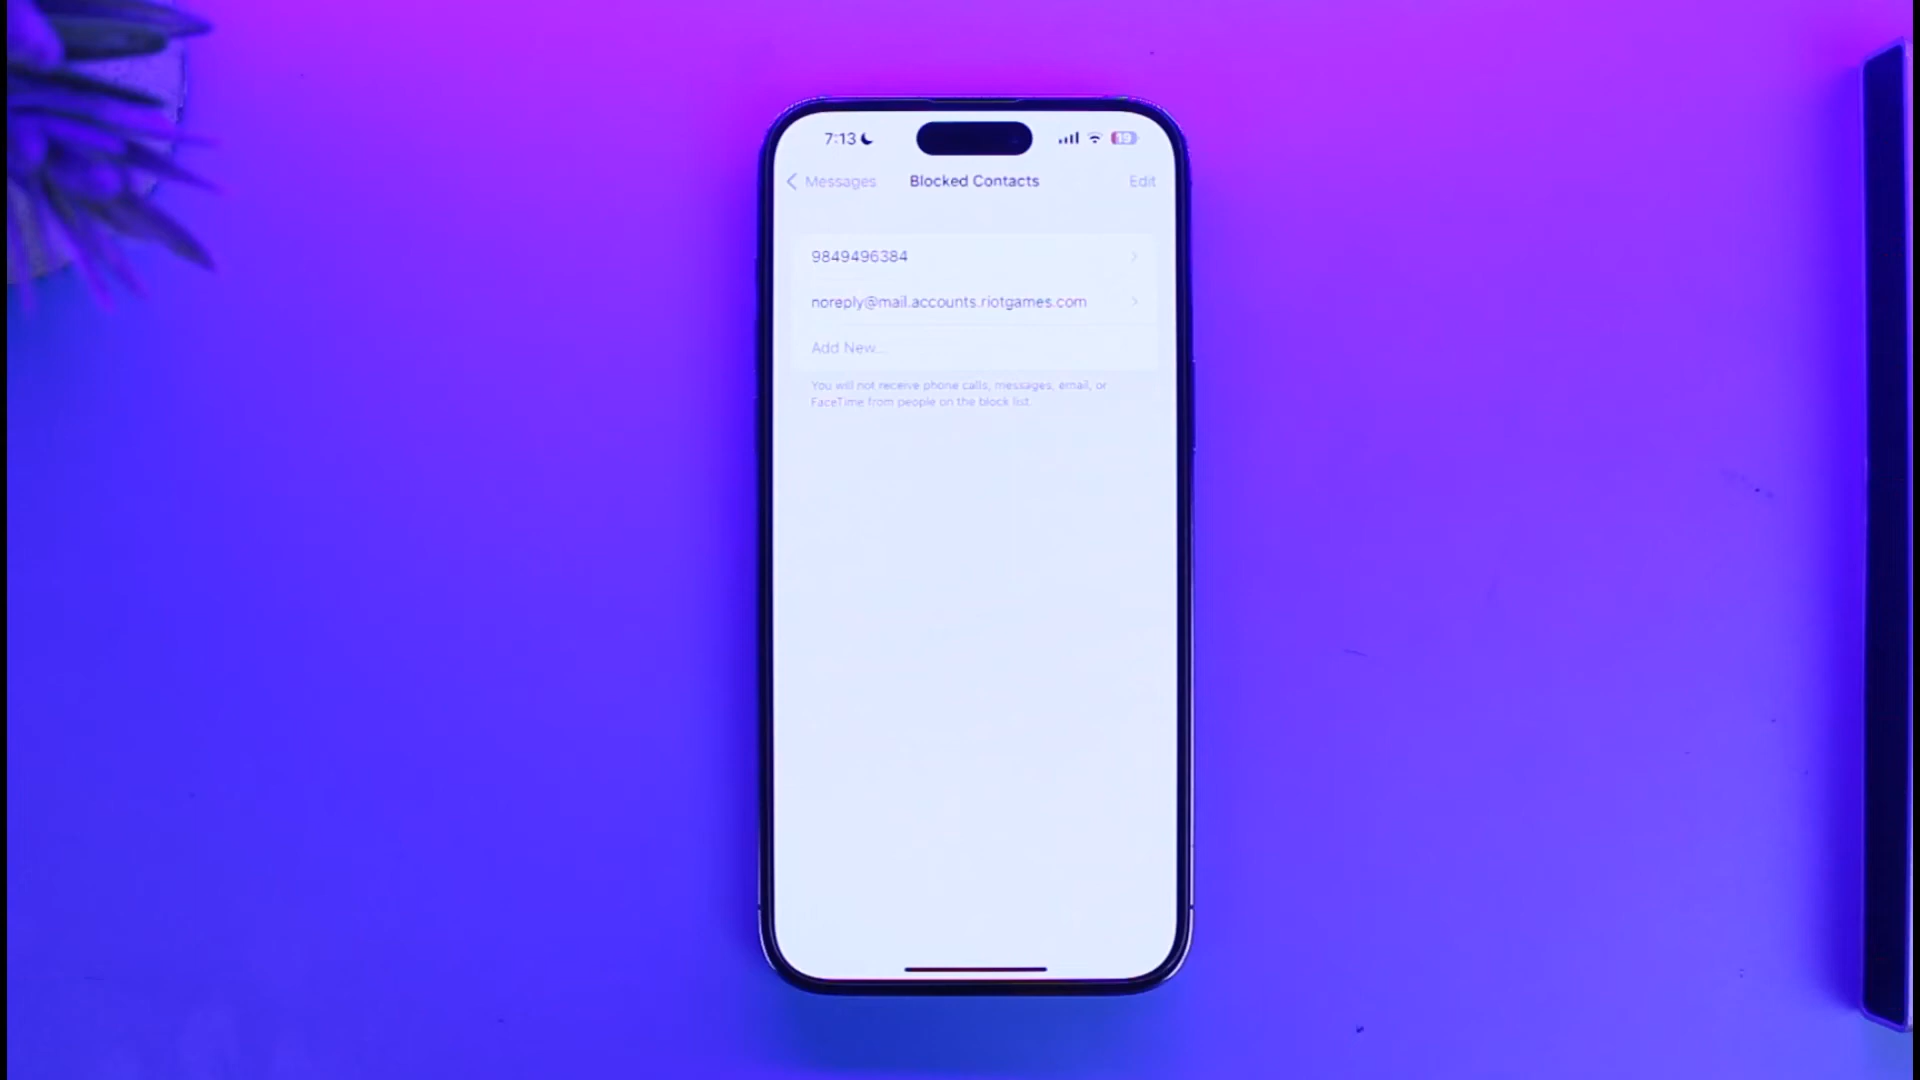 7:13
19
Messages
Blocked Contacts
Edit
9849496384
noreply@mail.accounts.riotgames.com
Add New...
You will not receive phone calls, messages, email, or
FaceTime from people on the block list.